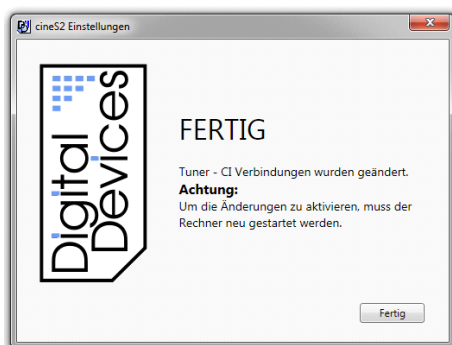 cineS2 Einstellungen
Digital
Devices
FERTIG
Tuner - CI Verbindungen wurden geändert.
Achtung:
Um die Änderungen zu aktivieren, muss der
Rechner neu gestartet werden.
Fertig